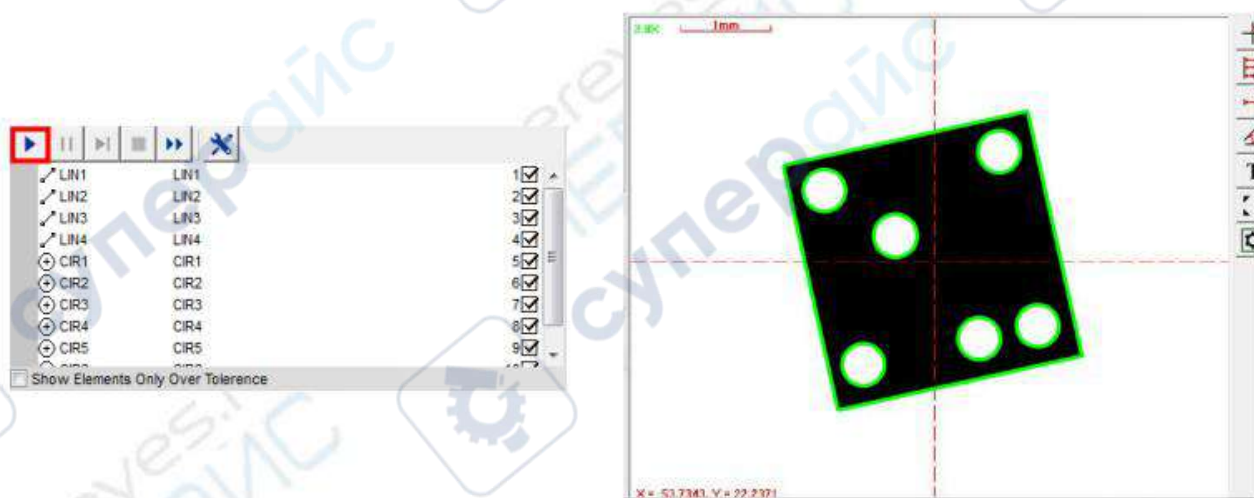 LIN1 LIN1 1
LIN2 LIN2 2
LIN3 LIN3 3
LIN4 LIN4 4
CIR1 CIR1 5
CIR2 CIR2 6
CIR3 CIR3 7
CIR4 CIR4 8
CIR5 CIR5 9
Show Elements Only Over Tolerence
1mm
X = -53.7343, Y = 22.2371
T
суперайс